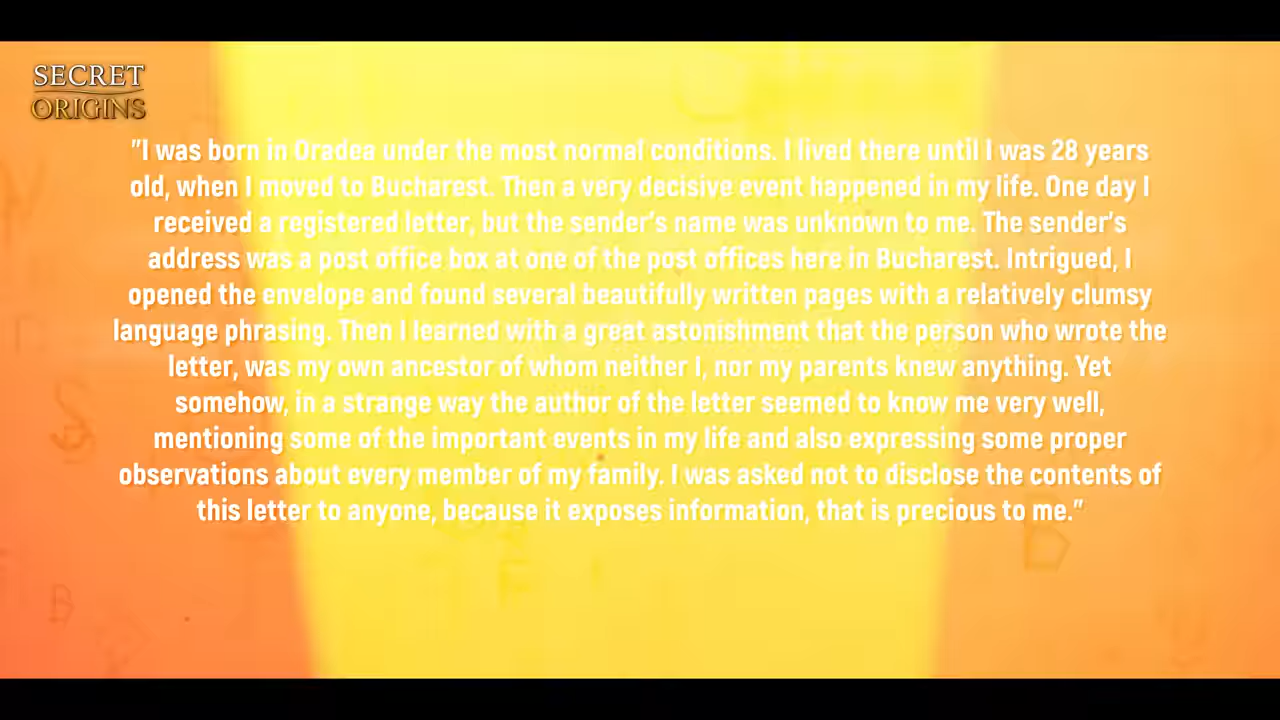 SECRET
ORIGINS
"I was born in Oradea under the most normal conditions. I lived there until I was 28 years
old, when I moved to Bucharest. Then a very decisive event happened in my life. One day I
received a registered letter, but the sender's name was unknown to me. The sender's
address was a post office box at one of the post offices here in Bucharest. Intrigued, I
opened the envelope and found several beautifully written pages with a relatively clumsy
language phrasing. Then I learned with a great astonishment that the person who wrote the
letter, was my own ancestor of whom neither I, nor my parents knew anything. Yet
somehow, in a strange way the author of the letter seemed to know me very well,
mentioning some of the important events in my life and also expressing some proper
observations about every member of my family. I was asked not to disclose the contents of
this letter to anyone, because it exposes information, that is precious to me."